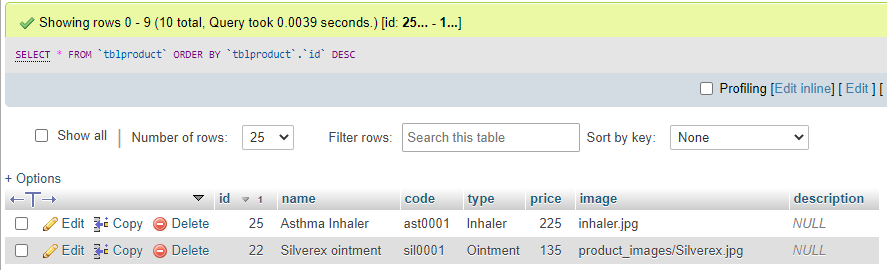 Showing rows 0 - 9 (10 total, Query took 0.0039 seconds.) [id: 25... - 1...]
SELECT * FROM `tblproduct` ORDER BY `tblproduct`.`id` DESC
Profiling [Edit inline] [ Edit ] [
Show all | Number of rows: 25 Filter rows: Search this table Sort by key: None
+ Options
id 1 name code type price image description
Edit Copy Delete 25 Asthma Inhaler ast0001 Inhaler 225 inhaler.jpg NULL
Edit Copy Delete 22 Silverex ointment sil0001 Ointment 135 product_images/Silverex.jpg NULL